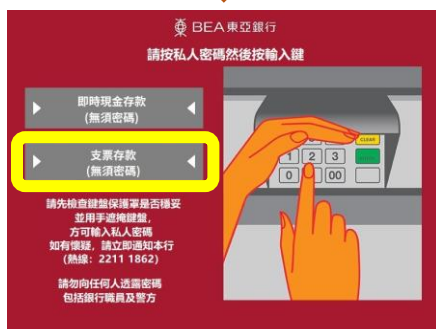 BEA東亞銀行
請按私人密碼然後按輸入鍵
即時現金存款
(無須密碼)
支票存款
(無須密碼)
請先檢查鍵盤保護罩是否穩妥
並用手遮掩鍵盤,
方可輸入私人密碼
如有懷疑，請立即通知本行
(熱線：2211 1862)
請勿向任何人透露密碼
包括銀行職員及警方
CLEAR
1 2 3
0 00